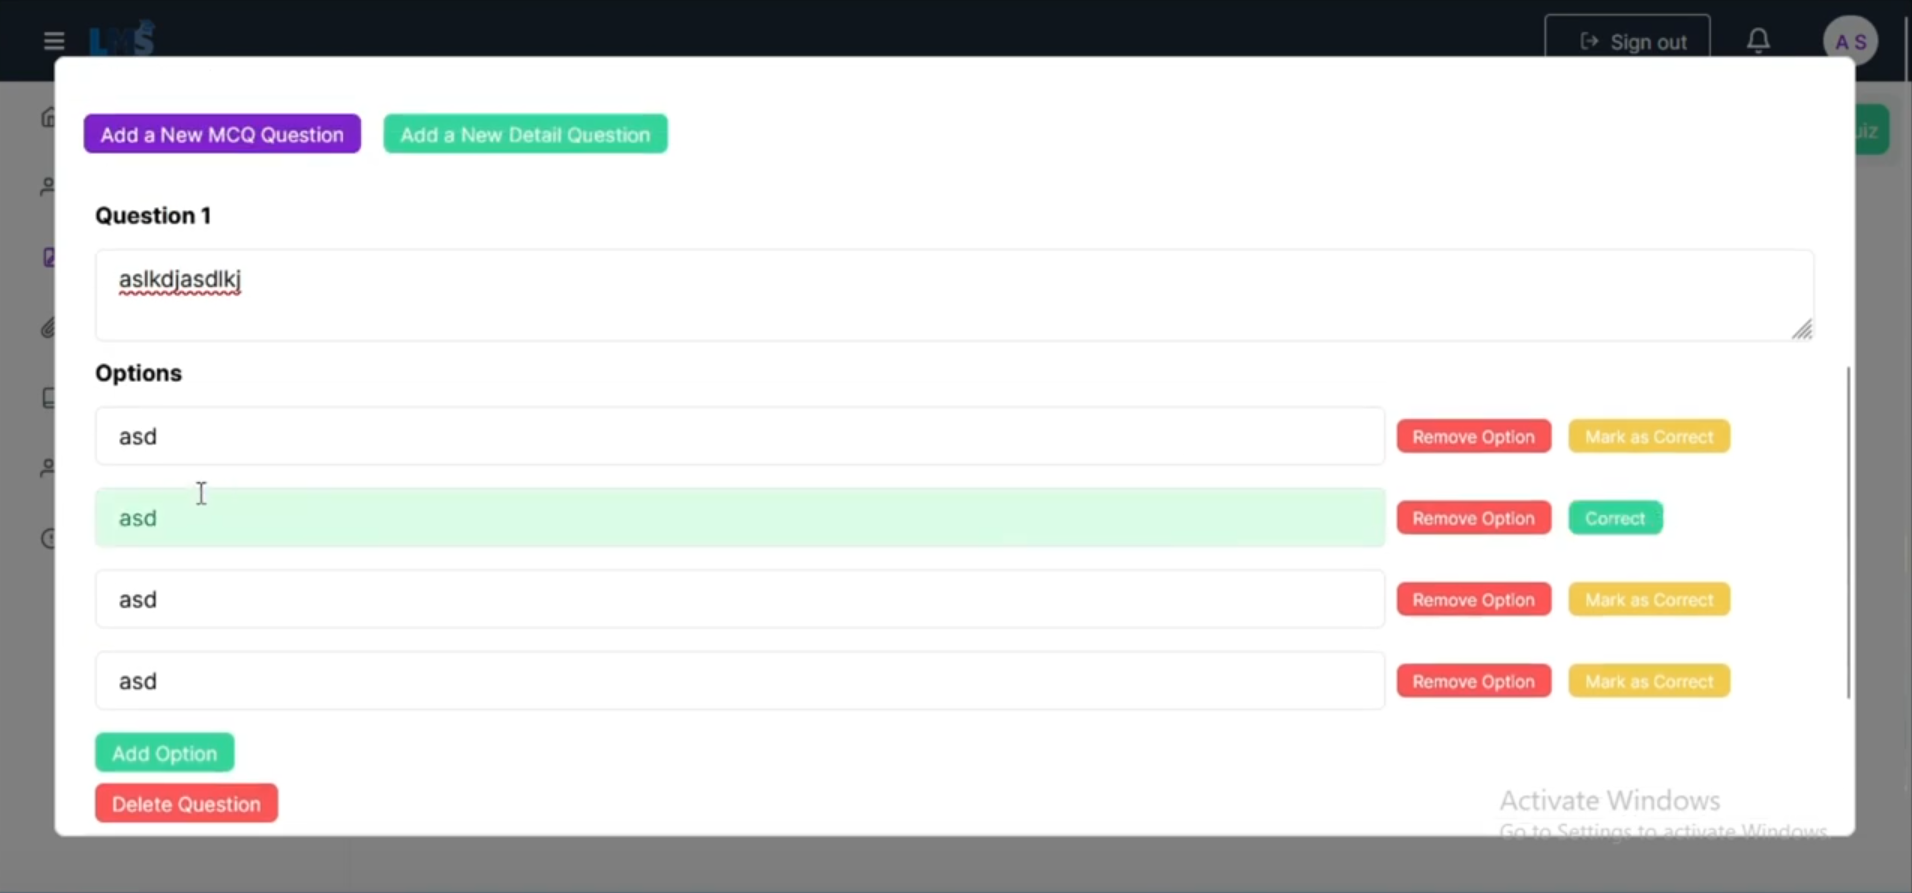 LMS
Sign out
A S
uiz
Add a New MCQ Question
Add a New Detail Question
Question 1
aslkdjasdlkj
Options
asd
Remove Option
Mark as Correct
asd
Remove Option
Correct
asd
Remove Option
Mark as Correct
asd
Remove Option
Mark as Correct
Add Option
Delete Question
Activate Windows
Go to Settings to activate Windows.